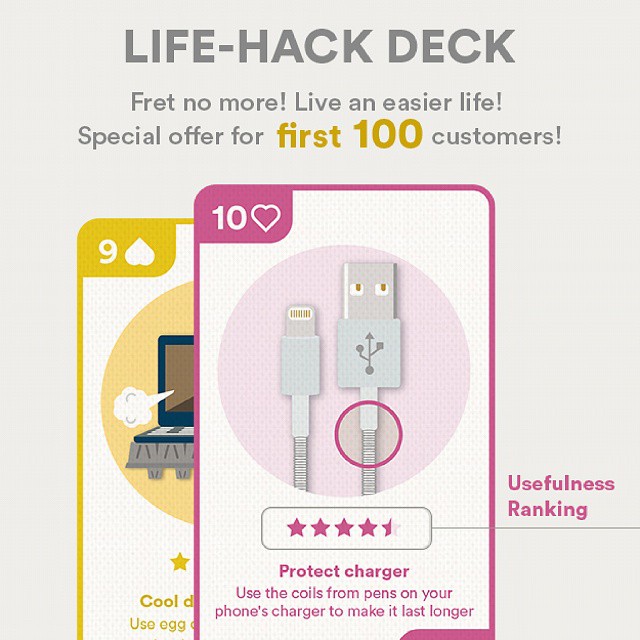 LIFE-HACK DECK
Fret no more! Live an easier life!
Special offer for first 100 customers!
10
9
Usefulness
Ranking
Protect charger
Use the coils from pens on your
phone's charger to make it last longer
Cool
Use egg